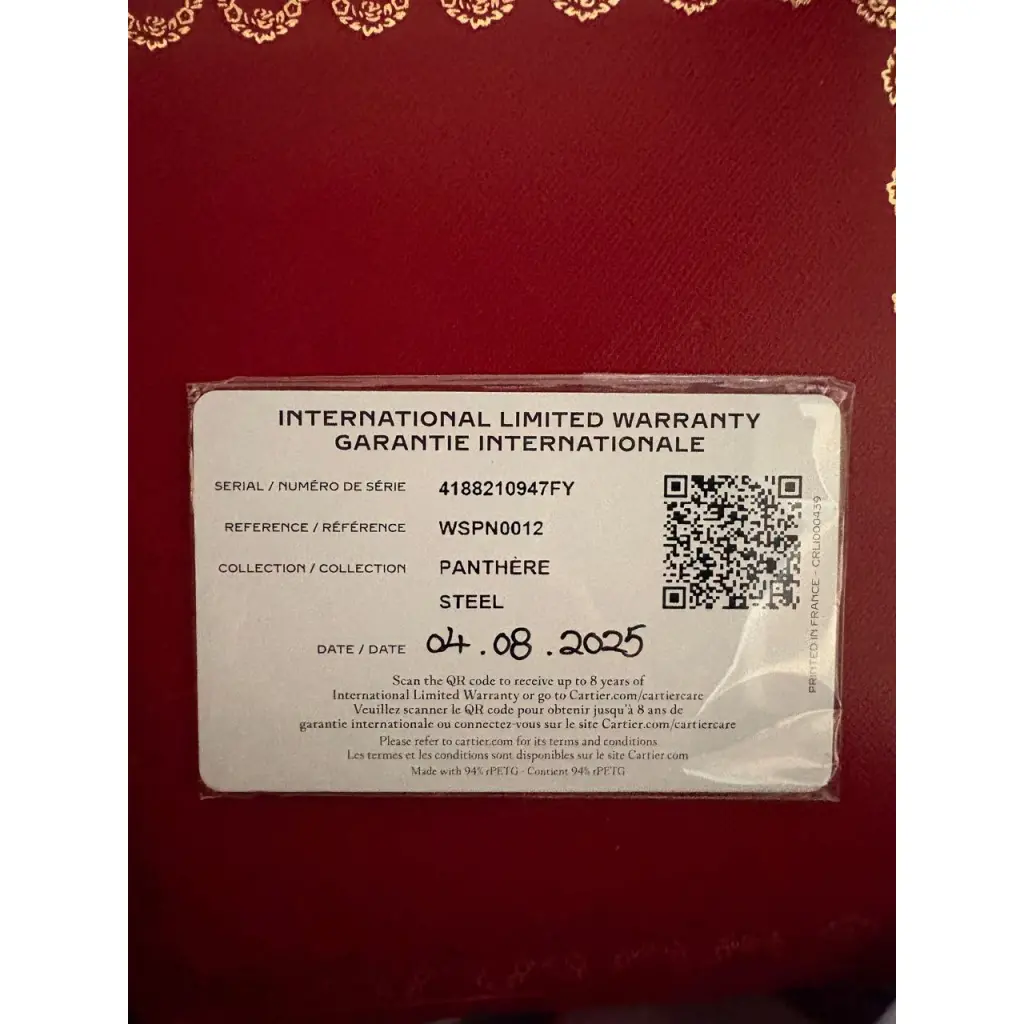 INTERNATIONAL LIMITED WARRANTY
GARANTIE INTERNATIONALE
SERIAL / NUMÉRO DE SÉRIE 4188210947FY
REFERENCE / RÉFÉRENCE WSPN0012
COLLECTION / COLLECTION PANTHÈRE
STEEL
DATE / DATE 04.08.2025
Scan the QR code to receive up to 8 years of
International Limited Warranty or go to Cartier.com/cartiercare
Veuillez scanner le QR code pour obtenir jusqu'à 8 ans de
garantie internationale ou connectez-vous sur le site Cartier.com/cartiercare
Please refer to cartier.com for its terms and conditions
Les termes et les conditions sont disponibles sur le site Cartier.com
Made with 94% rPETG - Contient 94% rPETG
PRINTED IN FRANCE - CRLID00439